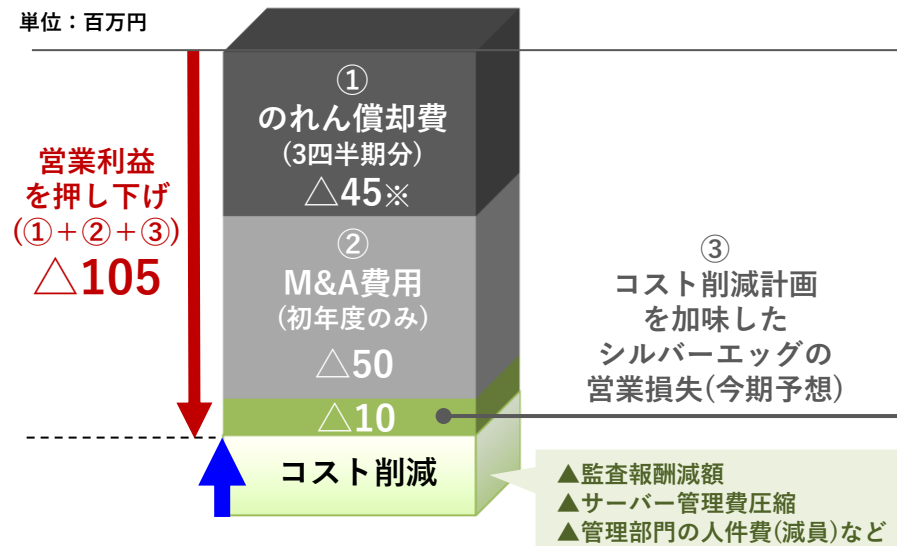 単位：百万円
①
のれん償却費
(3四半期分)
△45※
営業利益
を押し下げ
(①＋②＋③)
△105
②
M&A費用
(初年度のみ)
△50
△10
コスト削減
③
コスト削減計画
を加味した
シルバーエッグの
営業損失(今期予想)
▲監査報酬減額
▲サーバー管理費圧縮
▲管理部門の人件費(減員)など